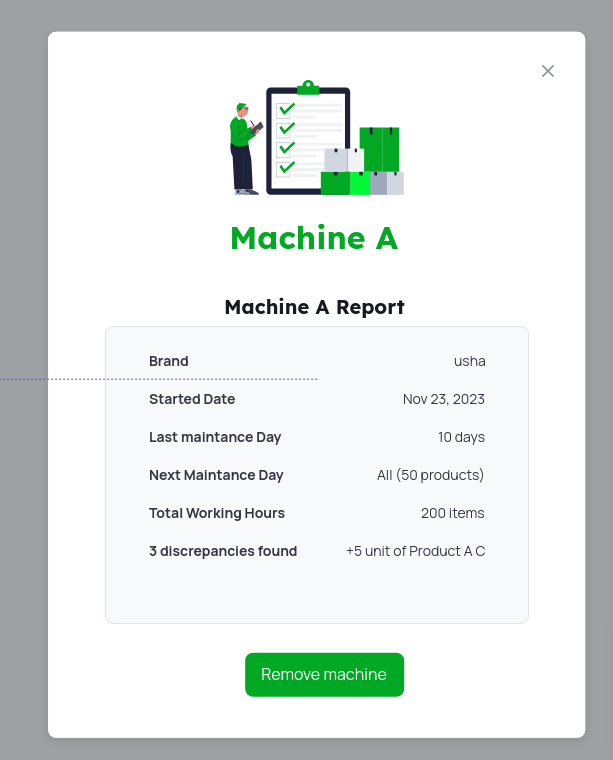 Machine A
Machine A Report
Brand usha
Started Date Nov 23, 2023
Last maintance Day 10 days
Next Maintance Day All (50 products)
Total Working Hours 200 items
3 discrepancies found +5 unit of Product A C
Remove machine